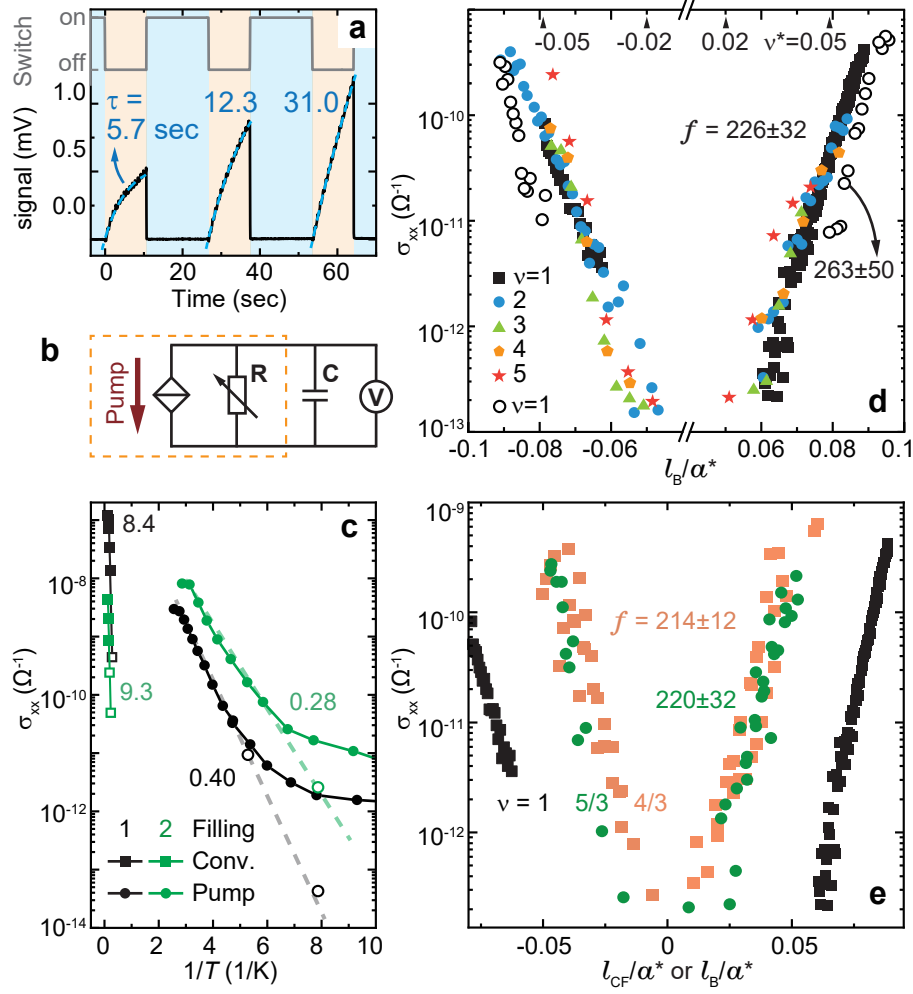 a
on
off
Switch
1.0
0.5
0.0
signal (mV)
τ =
5.7 sec
12.3
31.0
0 20 40 60
Time (sec)
b
Pump
R
C
V
c
10-8
10-10
10-12
10-14
σxx (Ω-1)
8.4
9.3
0.28
0.40
1 2 Filling
Conv.
Pump
0 2 4 6 8 10
1/T (1/K)
-0.05 -0.02 0.02 ν*=0.05
10-10
10-11
10-12
10-13
σxx (Ω-1)
f = 226±32
263±50
ν=1
2
3
4
5
ν=1
d
-0.1 -0.08 -0.06 0.06 0.08 0.1
lB/α*
10-9
10-10
10-11
10-12
σxx (Ω-1)
f = 214±12
220±32
ν = 1
5/3
4/3
e
-0.05 0 0.05
lCF/α* or lB/α*